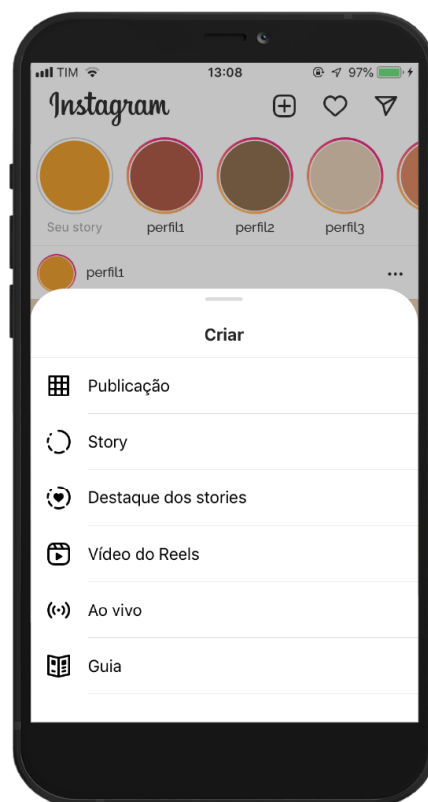 TIM 13:08 97%
Instagram
Seu story perfil1 perfil2 perfil3
perfil1
Criar
Publicação
Story
Destaque dos stories
Vídeo do Reels
Ao vivo
Guia